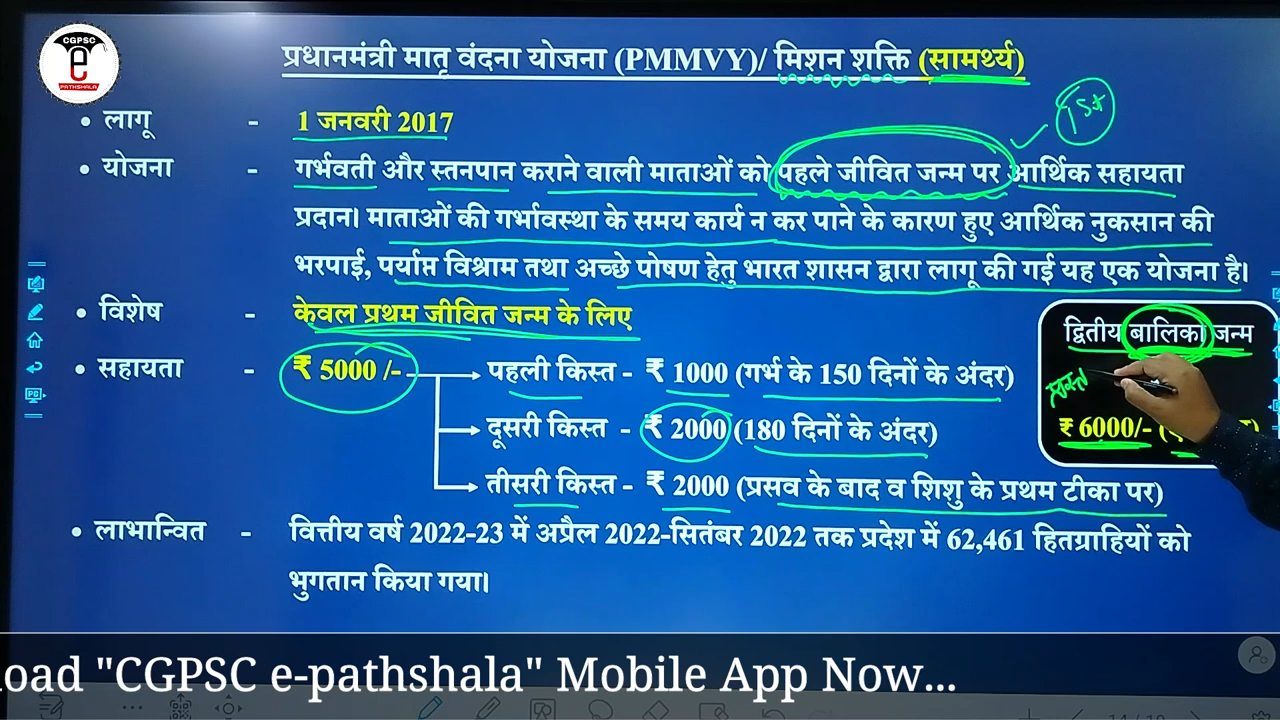 CGPSC
e
PATHSHALA
प्रधानमंत्री मातृ वंदना योजना (PMMVY)/ मिशन शक्ति (सामर्थ्य)
1st
• लागू - 1 जनवरी 2017
• योजना - गर्भवती और स्तनपान कराने वाली माताओं को पहले जीवित जन्म पर आर्थिक सहायता
प्रदान। माताओं की गर्भावस्था के समय कार्य न कर पाने के कारण हुए आर्थिक नुकसान की
भरपाई, पर्याप्त विश्राम तथा अच्छे पोषण हेतु भारत शासन द्वारा लागू की गई यह एक योजना है।
• विशेष - केवल प्रथम जीवित जन्म के लिए
द्वितीय बालिका जन्म
₹ 6000/-
• सहायता - ₹ 5000 /- पहली किस्त - ₹ 1000 (गर्भ के 150 दिनों के अंदर)
दूसरी किस्त - ₹ 2000 (180 दिनों के अंदर)
तीसरी किस्त - ₹ 2000 (प्रसव के बाद व शिशु के प्रथम टीका पर)
• लाभान्वित - वित्तीय वर्ष 2022-23 में अप्रैल 2022-सितंबर 2022 तक प्रदेश में 62,461 हितग्राहियों को
भुगतान किया गया।
load "CGPSC e-pathshala" Mobile App Now...